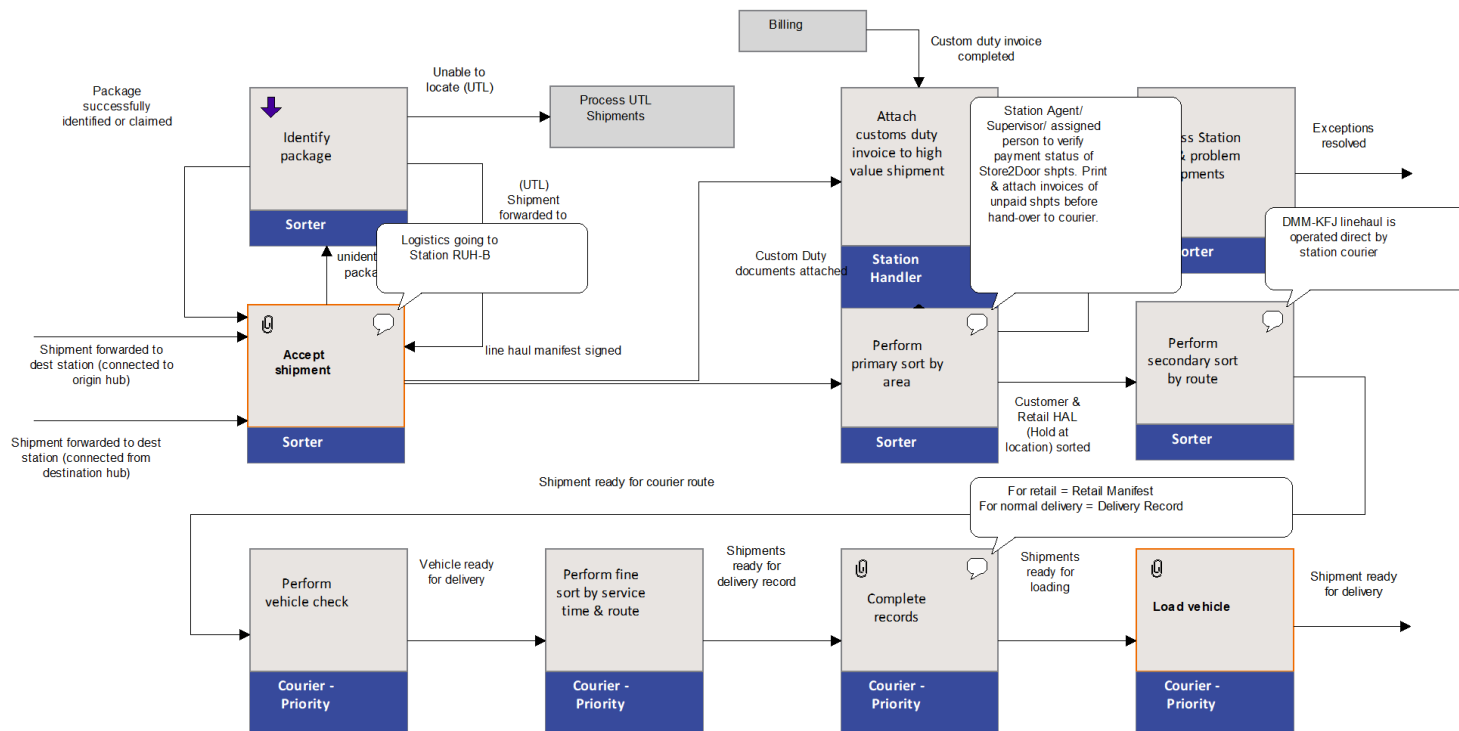 Billing
Custom duty invoice
completed
Package
successfully
identified or claimed
Unable to
locate (UTL)
Identify
package
Sorter
Process UTL
Shipments
Attach
customs duty
invoice to high
value shipment
Station
Handler
Station Agent/
Supervisor/ assigned
person to verify
payment status of
Store2Door shpts. Print
& attach invoices of
unpaid shpts before
hand-over to courier.
Station
problem
Exceptions
resolved
(UTL)
Shipment
forwarded to
Logistics going to
Station RUH-B
Custom Duty
documents attached
DMM-KFJ linehaul is
operated direct by
station courier
Shipment forwarded to
dest station (connected to
origin hub)
Accept
shipment
Sorter
line haul manifest signed
Perform
primary sort by
area
Sorter
Customer &
Retail HAL
(Hold at
location) sorted
Perform
secondary sort
by route
Sorter
Shipment forwarded to dest
station (connected from
destination hub)
Shipment ready for courier route
For retail = Retail Manifest
For normal delivery = Delivery Record
Perform
vehicle check
Courier -
Priority
Vehicle ready
for delivery
Perform fine
sort by service
time & route
Courier -
Priority
Shipments
ready for
delivery record
Complete
records
Courier -
Priority
Shipments
ready for
loading
Load vehicle
Courier -
Priority
Shipment ready
for delivery